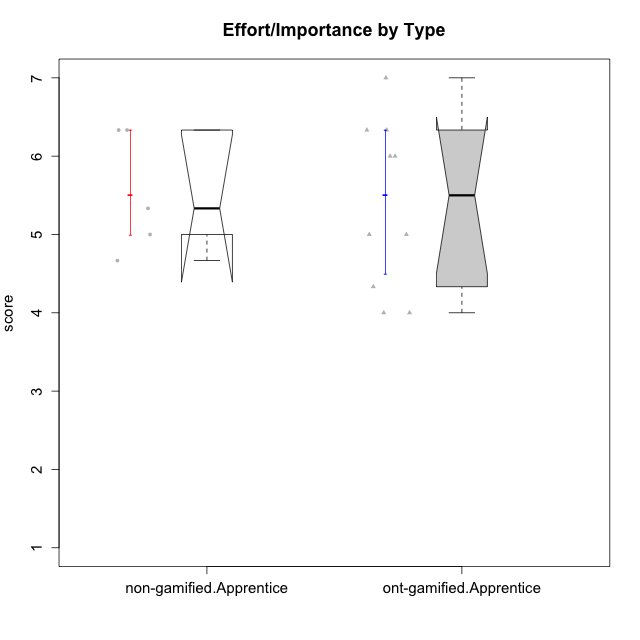 Effort/Importance by Type
7
6
5
4
3
2
1
score
non-gamified.Apprentice
ont-gamified.Apprentice